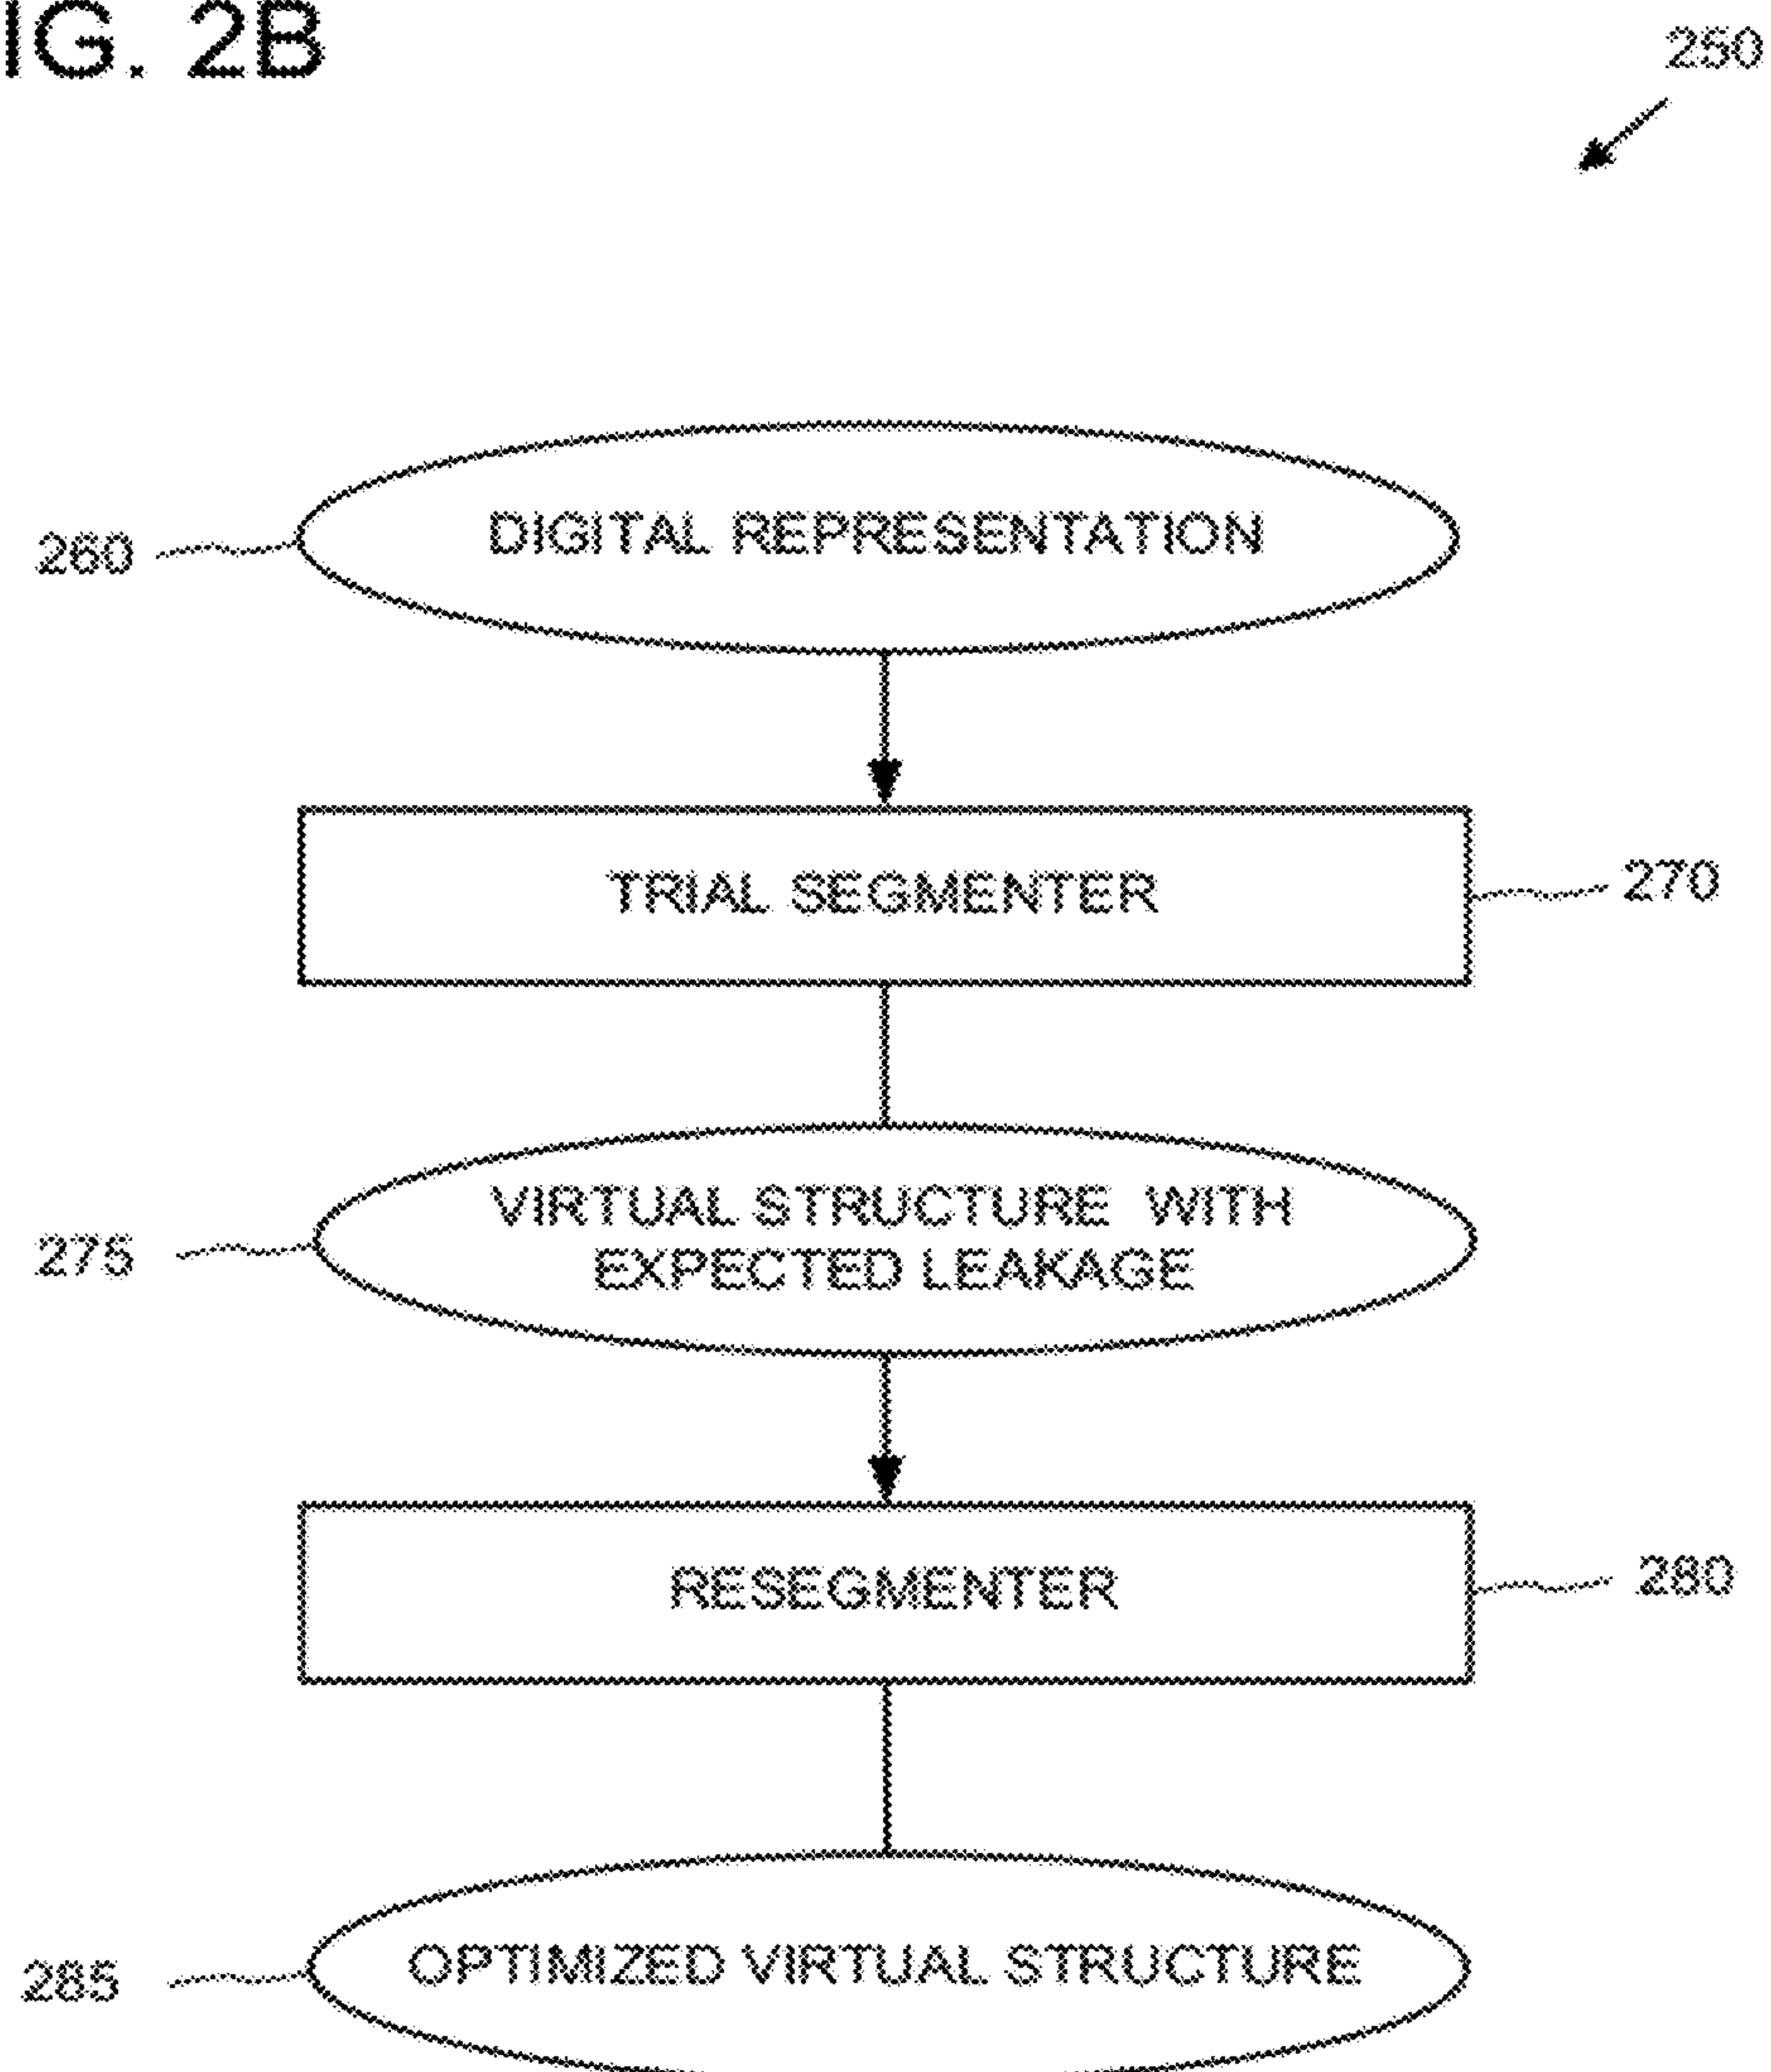 IG. 2B
250
DIGITAL REPRESENTATION
260
TRIAL SEGMENTER
270
VIRTUAL STRUCTURE WITH
EXPECTED LEAKAGE
275
RESEGMENTER
280
OPTIMIZED VIRTUAL STRUCTURE
285